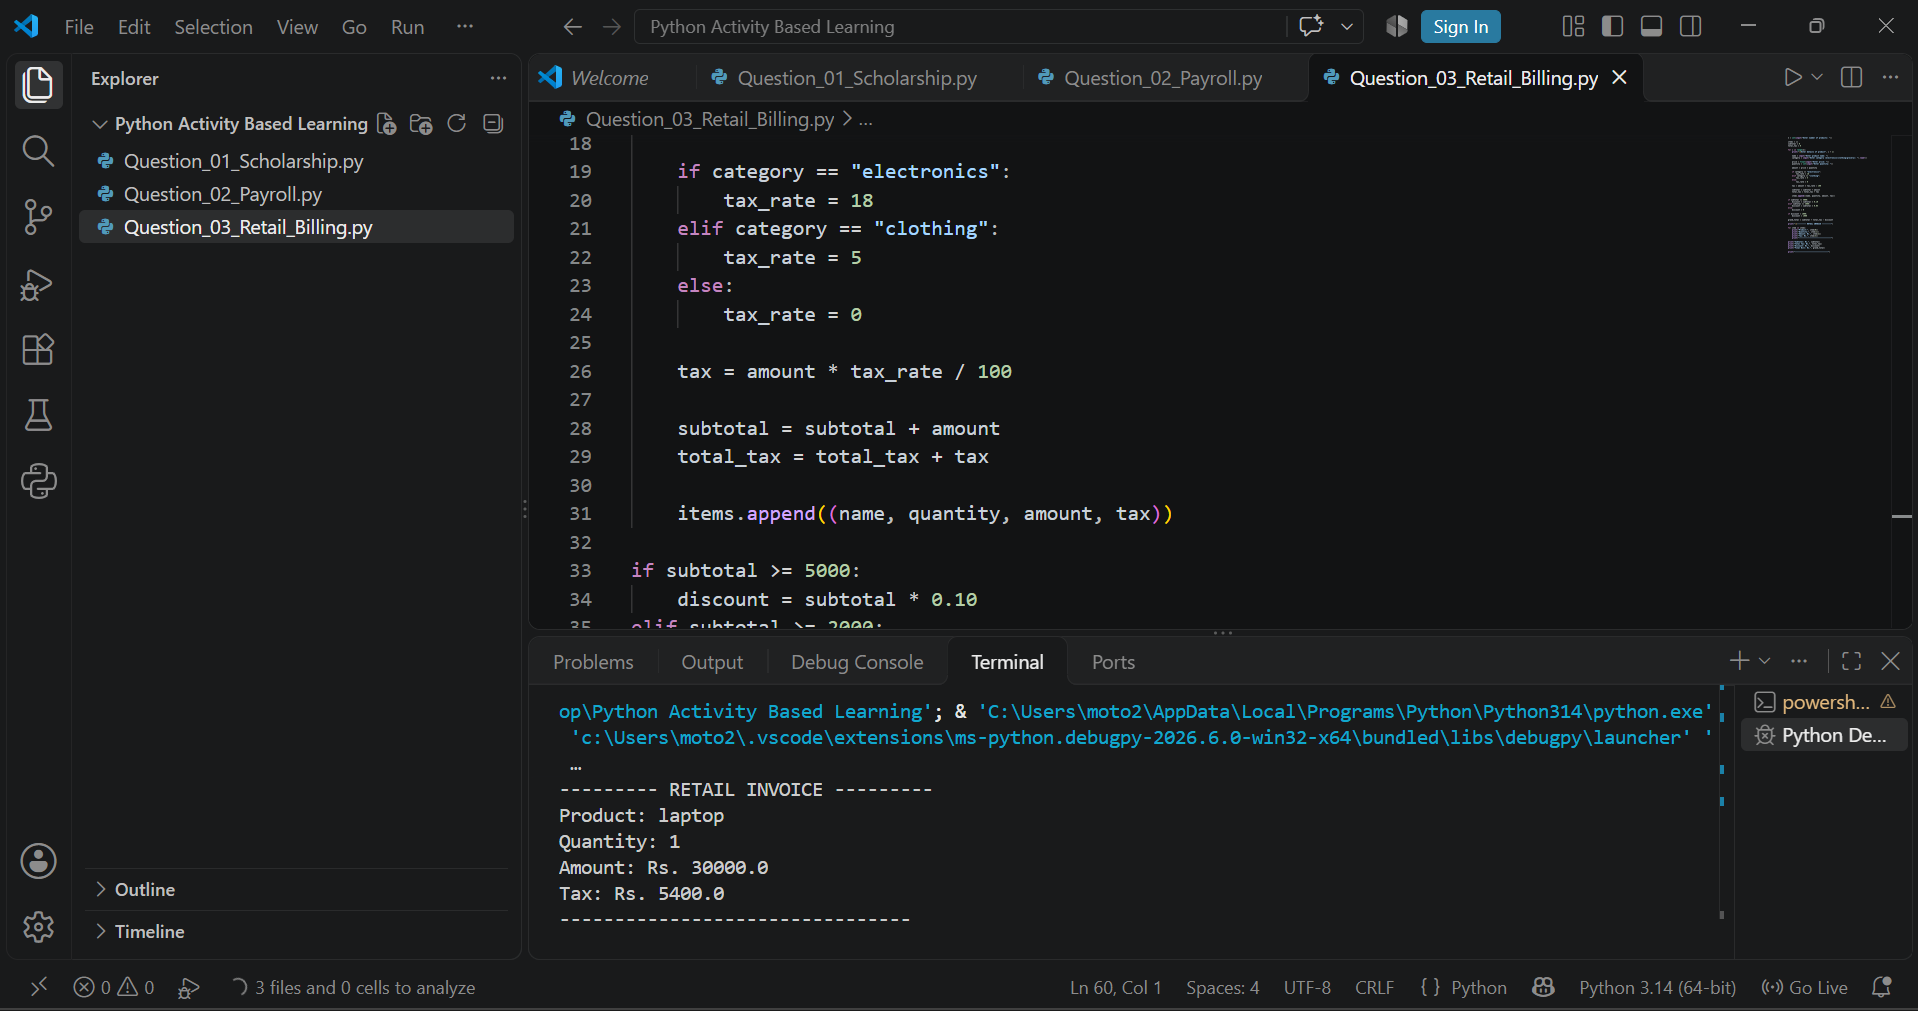 File Edit Selection View Go Run ···
Python Activity Based Learning
Sign In
Explorer
Python Activity Based Learning
Question_01_Scholarship.py
Question_02_Payroll.py
Question_03_Retail_Billing.py
Outline
Timeline
Welcome Question_01_Scholarship.py Question_02_Payroll.py Question_03_Retail_Billing.py
Question_03_Retail_Billing.py > ...
18
19 if category == "electronics":
20 tax_rate = 18
21 elif category == "clothing":
22 tax_rate = 5
23 else:
24 tax_rate = 0
25
26 tax = amount * tax_rate / 100
27
28 subtotal = subtotal + amount
29 total_tax = total_tax + tax
30
31 items.append((name, quantity, amount, tax))
32
33 if subtotal >= 5000:
34 discount = subtotal * 0.10
35 elif subtotal >= 2000:
Problems Output Debug Console Terminal Ports
op\Python Activity Based Learning'; & 'C:\Users\moto2\AppData\Local\Programs\Python\Python314\python.exe'
'c:\Users\moto2\.vscode\extensions\ms-python.debugpy-2026.6.0-win32-x64\bundled\libs\debugpy\launcher' '
…
--------- RETAIL INVOICE ---------
Product: laptop
Quantity: 1
Amount: Rs. 30000.0
Tax: Rs. 5400.0
--------------------------------
powersh...
Python De...
0 0 3 files and 0 cells to analyze
Ln 60, Col 1 Spaces: 4 UTF-8 CRLF { } Python Python 3.14 (64-bit) Go Live